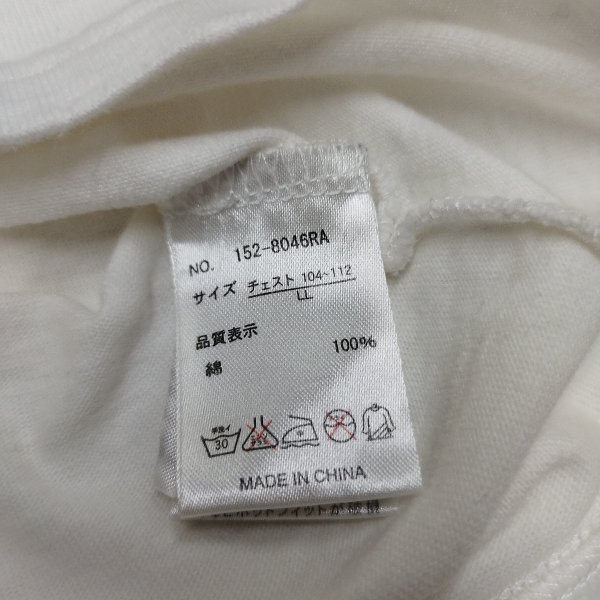 NO. 152-8046RA
サイズ チェスト 104~112
LL
品質表示
綿 100%
手洗イ
30
MADE IN CHINA